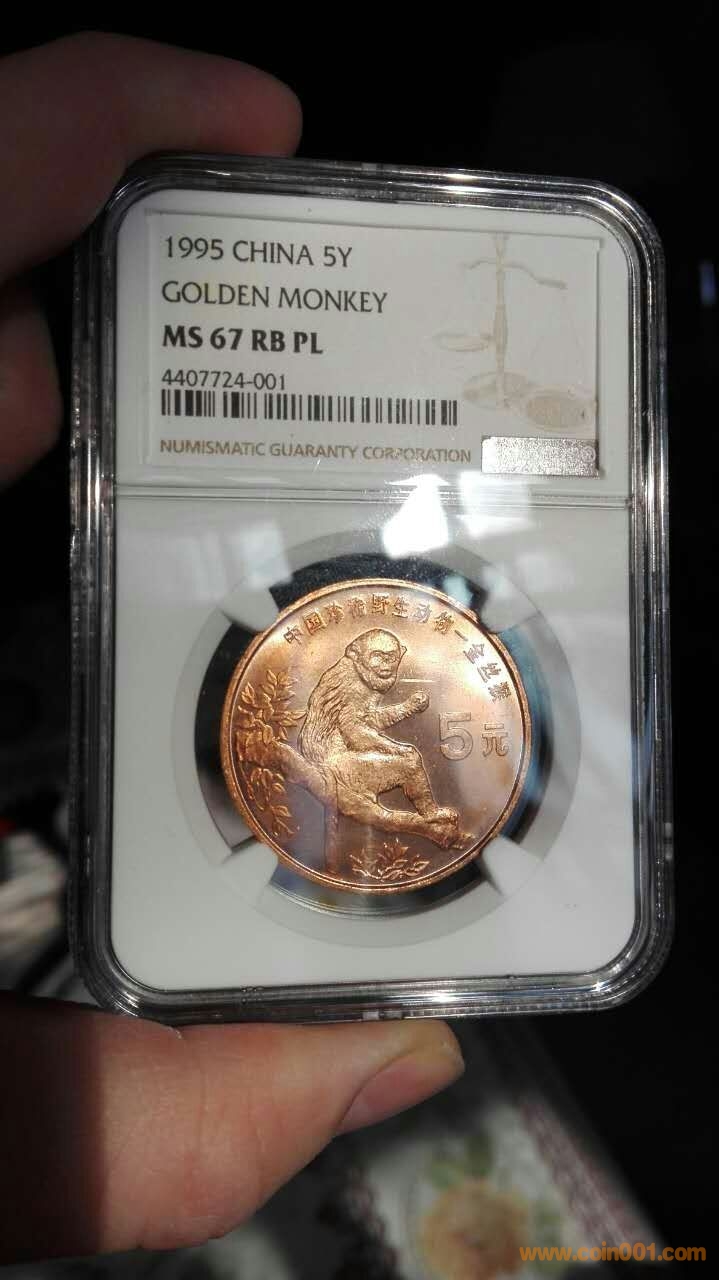 1995 CHINA 5Y
GOLDEN MONKEY
MS 67 RB PL
4407724-001
NUMISMATIC GUARANTY CORPORATION
中国珍稀野生动物—金丝猴
5元
www.coin001.com